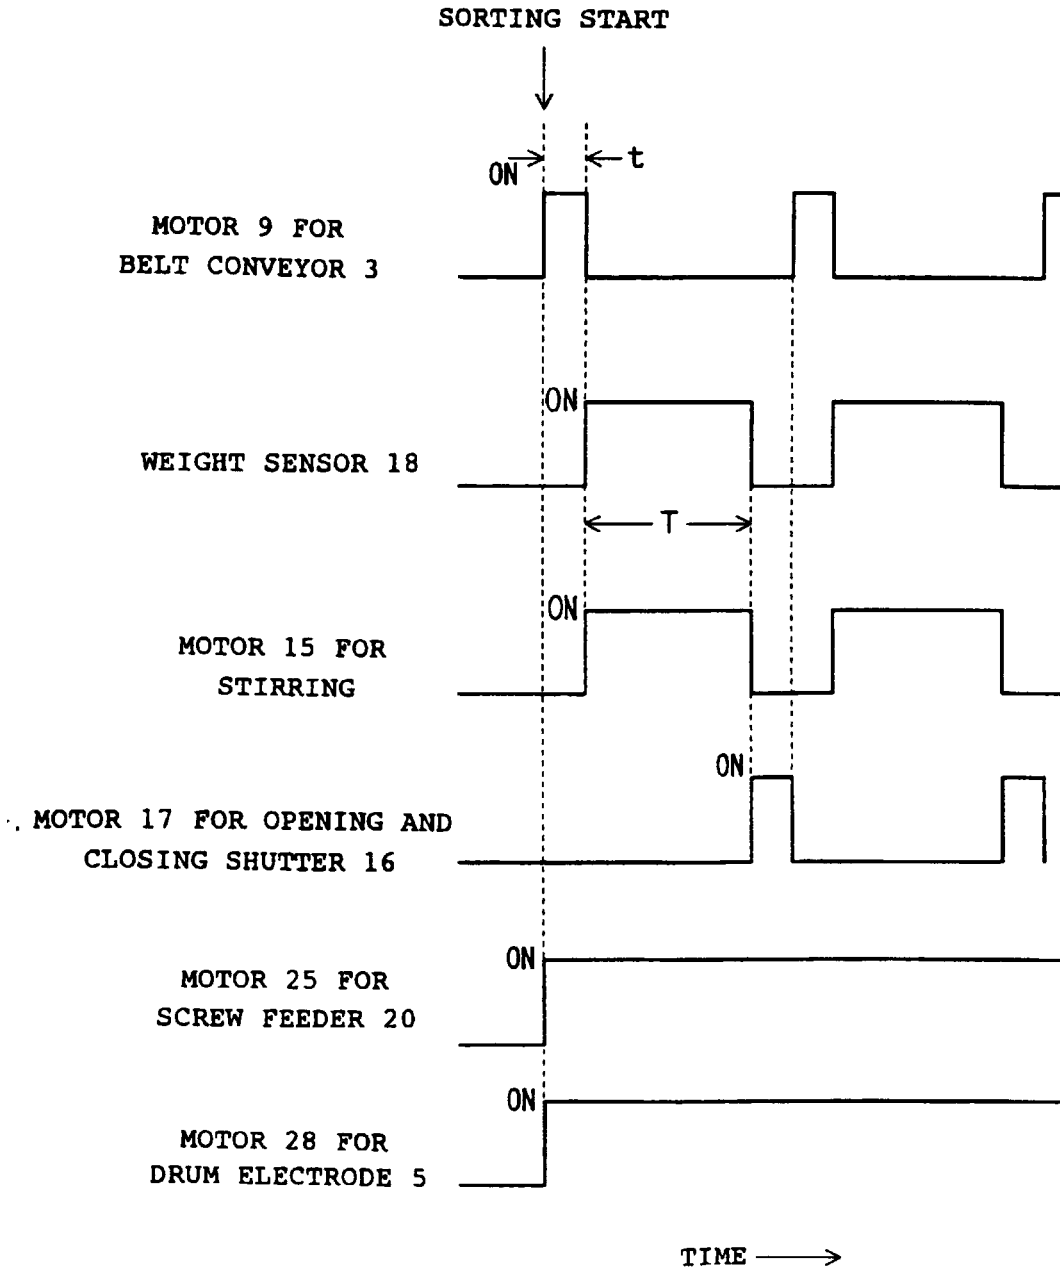 SORTING START
t
ON
MOTOR 9 FOR
BELT CONVEYOR 3
ON
WEIGHT SENSOR 18
T
ON
MOTOR 15 FOR
STIRRING
ON
MOTOR 17 FOR OPENING AND
CLOSING SHUTTER 16
ON
MOTOR 25 FOR
SCREW FEEDER 20
ON
MOTOR 28 FOR
DRUM ELECTRODE 5
TIME